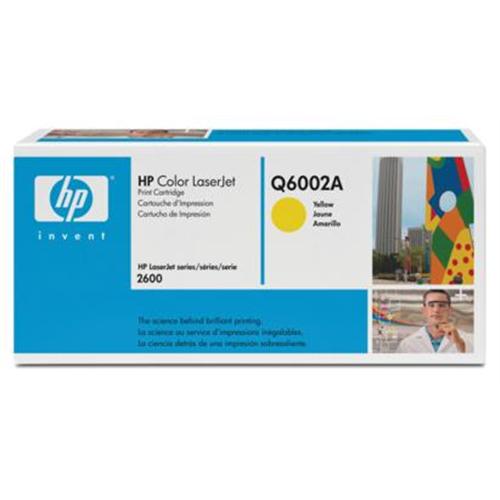 hp
invent
HP Color LaserJet
Print Cartridge
Cartouche d'Impression
Cartucho de Impresión
HP LaserJet series/séries/serie
2600
Q6002A
Yellow
Jaune
Amarillo
The science behind brilliant printing.
La science au service d'impressions inégalables.
La ciencia detrás de una impresión sobresaliente.